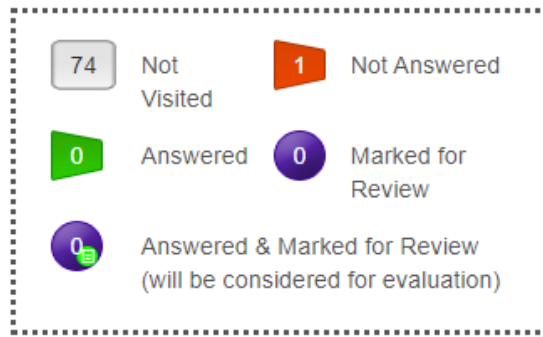 74 Not Visited
1 Not Answered
0 Answered
0 Marked for Review
0 Answered & Marked for Review
(will be considered for evaluation)